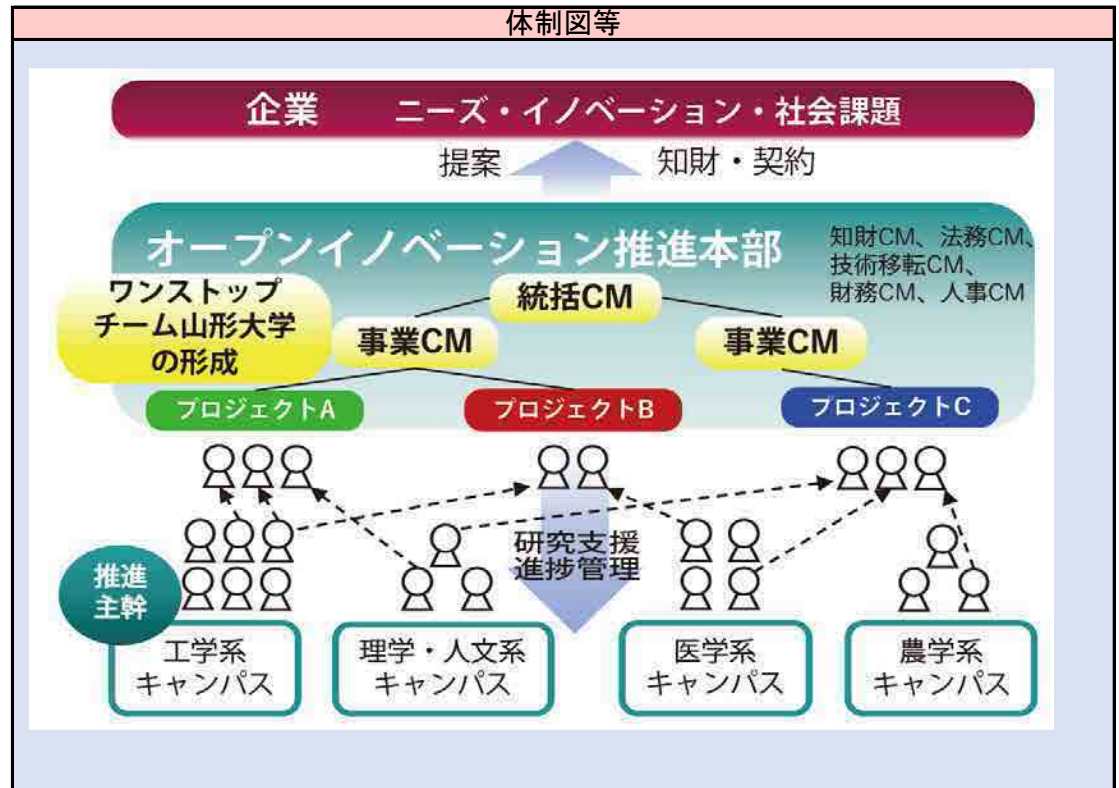 体制図等
企業 ニーズ・イノベーション・社会課題
提案 知財・契約
オープンイノベーション推進本部
知財CM、法務CM、
技術移転CM、
財務CM、人事CM
ワンストップ
チーム山形大学
の形成
統括CM
事業CM
事業CM
プロジェクトA
プロジェクトB
プロジェクトC
研究支援
進捗管理
推進
主幹
工学系
キャンパス
理学・人文系
キャンパス
医学系
キャンパス
農学系
キャンパス